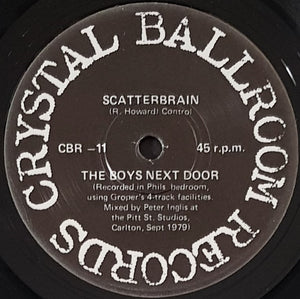 CRYSTAL BALLROOM RECORDS
SCATTERBRAIN
(R. Howard) Control
CBR -11
45 r.p.m.
THE BOYS NEXT DOOR
(Recorded in Phils. bedroom,
using Groper's 4-track facilities.
Mixed by Peter Inglis at
the Pitt St. Studios,
Carlton, Sept 1979)